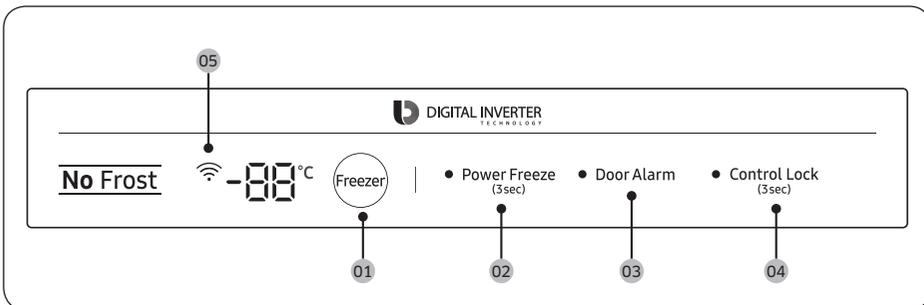 05
DIGITAL INVERTER
TECHNOLOGY
No Frost -88°C Freezer Power Freeze Door Alarm Control Lock
(3sec) (3sec)
01 02 03 04